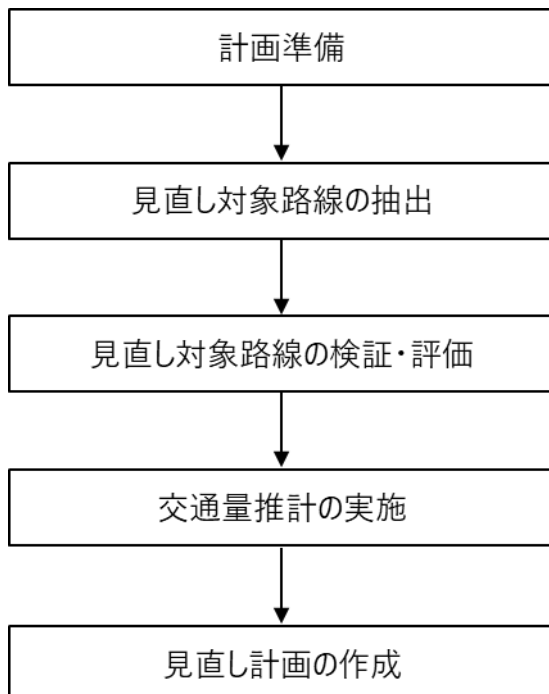 計画準備
見直し対象路線の抽出
見直し対象路線の検証・評価
交通量推計の実施
見直し計画の作成